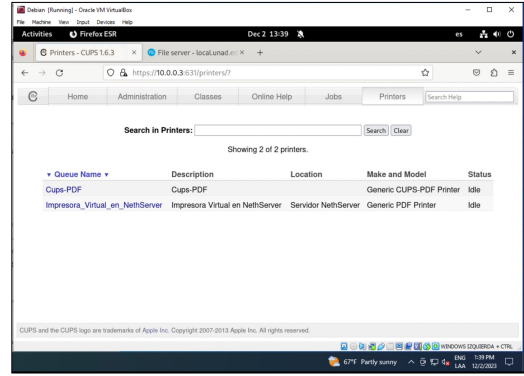 Debian [Running] - Oracle VM VirtualBox
File Machine View Input Devices Help
Activities Firefox ESR Dec 2 13:39 es
Printers - CUPS 1.6.3 × File server - local.unad.ed × +
https://10.0.0.3:631/printers/?
Home Administration Classes Online Help Jobs Printers Search Help
Search in Printers: Search Clear
Showing 2 of 2 printers.
▼ Queue Name ▼ Description Location Make and Model Status
Cups-PDF Cups-PDF Generic CUPS-PDF Printer Idle
Impresora_Virtual_en_NethServer Impresora Virtual en NethServer Servidor NethServer Generic PDF Printer Idle
CUPS and the CUPS logo are trademarks of Apple Inc. Copyright 2007-2013 Apple Inc. All rights reserved.
WINDOWS IZQUIERDA + CTRL
67°F Partly sunny ENG 1:39 PM
LAA 12/2/2023